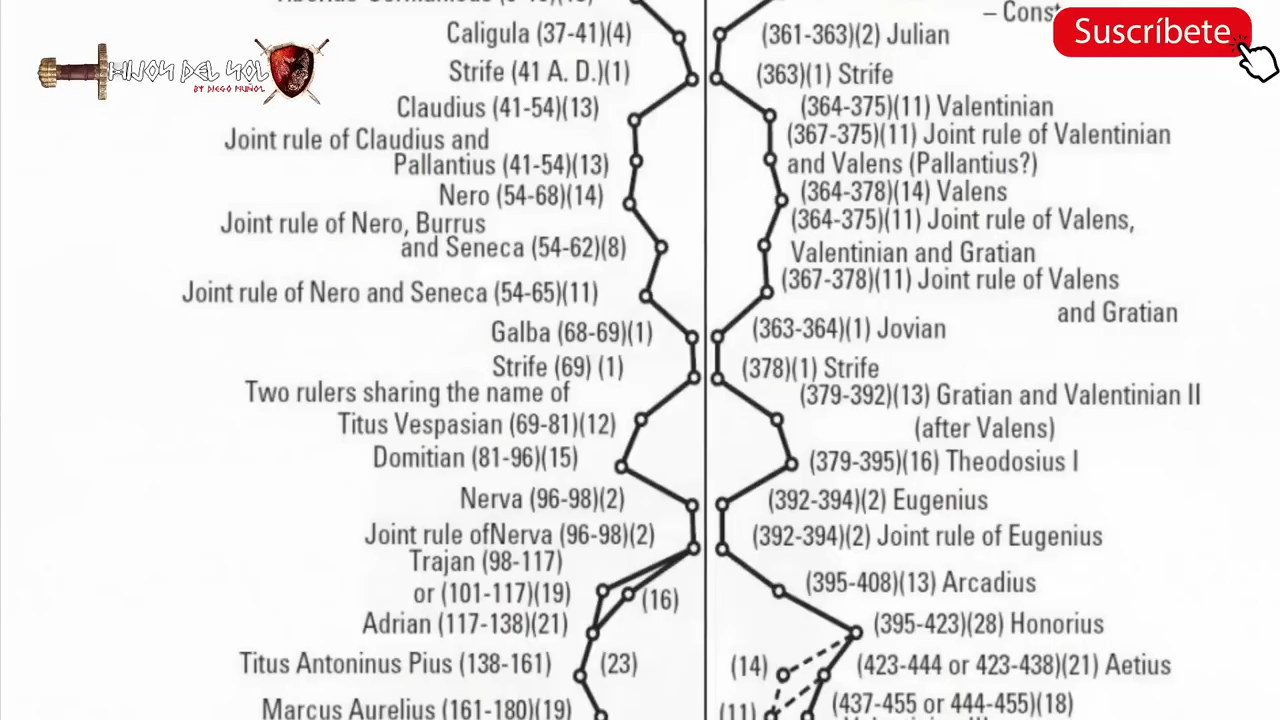 – Const
Suscríbete
HIJOS DEL SOL
BY DIEGO MUÑOZ
Caligula (37-41)(4)
Strife (41 A. D.)(1)
Claudius (41-54)(13)
Joint rule of Claudius and
Pallantius (41-54)(13)
Nero (54-68)(14)
Joint rule of Nero, Burrus
and Seneca (54-62)(8)
Joint rule of Nero and Seneca (54-65)(11)
Galba (68-69)(1)
Strife (69) (1)
Two rulers sharing the name of
Titus Vespasian (69-81)(12)
Domitian (81-96)(15)
Nerva (96-98)(2)
Joint rule ofNerva (96-98)(2)
Trajan (98-117)
or (101-117)(19)
(16)
Adrian (117-138)(21)
Titus Antoninus Pius (138-161)
(23)
Marcus Aurelius (161-180)(19)
(361-363)(2) Julian
(363)(1) Strife
(364-375)(11) Valentinian
(367-375)(11) Joint rule of Valentinian
and Valens (Pallantius?)
(364-378)(14) Valens
(364-375)(11) Joint rule of Valens,
Valentinian and Gratian
(367-378)(11) Joint rule of Valens
and Gratian
(363-364)(1) Jovian
(378)(1) Strife
(379-392)(13) Gratian and Valentinian II
(after Valens)
(379-395)(16) Theodosius I
(392-394)(2) Eugenius
(392-394)(2) Joint rule of Eugenius
(395-408)(13) Arcadius
(395-423)(28) Honorius
(14)
(423-444 or 423-438)(21) Aetius
(11)
(437-455 or 444-455)(18)